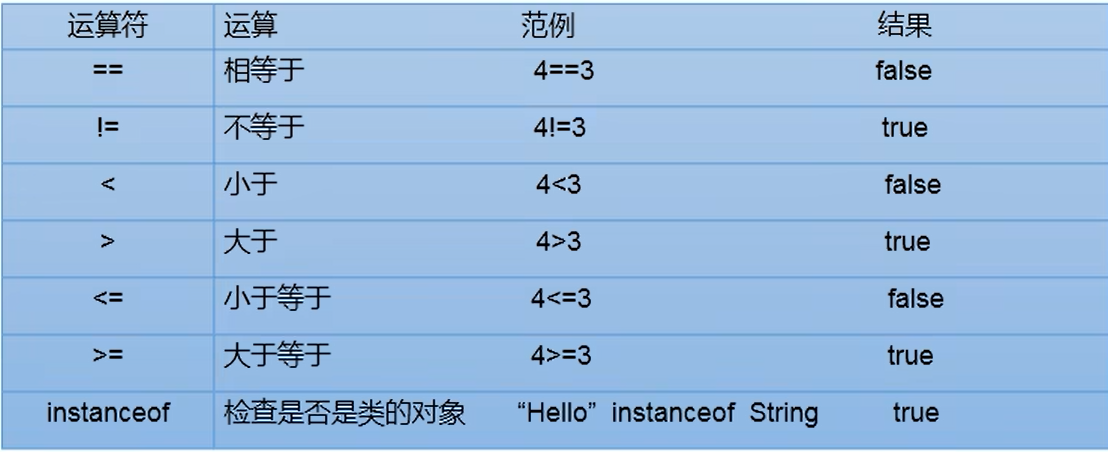 运算符 运算 范例 结果
== 相等于 4==3 false
!= 不等于 4!=3 true
< 小于 4<3 false
> 大于 4>3 true
<= 小于等于 4<=3 false
>= 大于等于 4>=3 true
instanceof 检查是否是类的对象 “Hello” instanceof String true